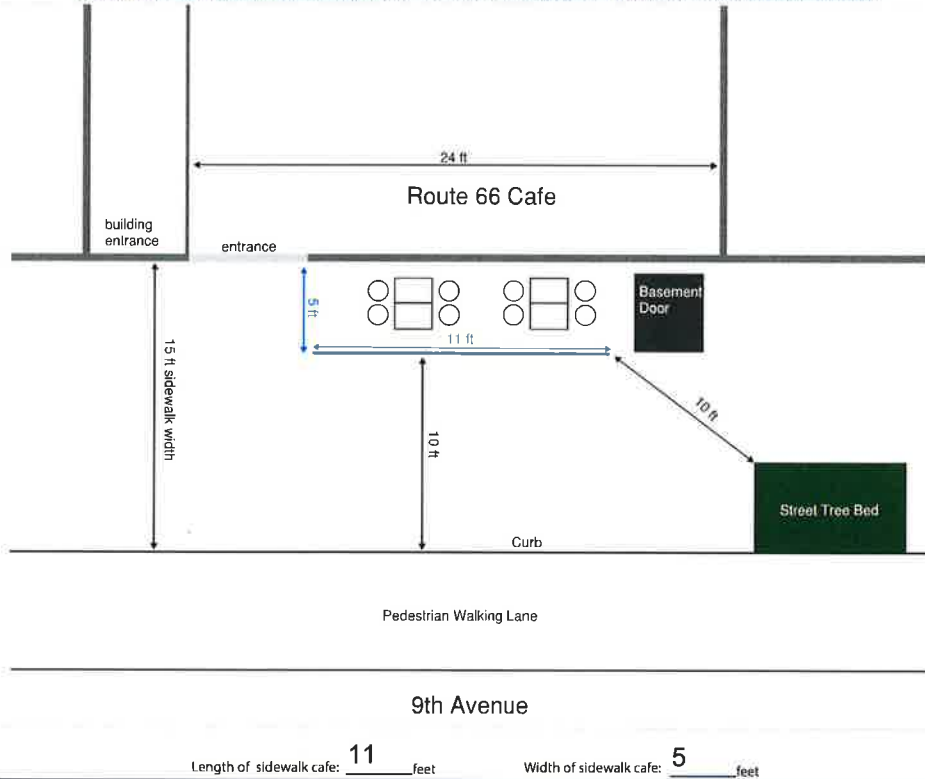 24 ft
Route 66 Cafe
building
entrance
entrance
5 ft
Basement
Door
11 ft
15 ft sidewalk width
10 ft
10 ft
Street Tree Bed
Curb
Pedestrian Walking Lane
9th Avenue
Length of sidewalk cafe: 11 feet
Width of sidewalk cafe: 5 feet